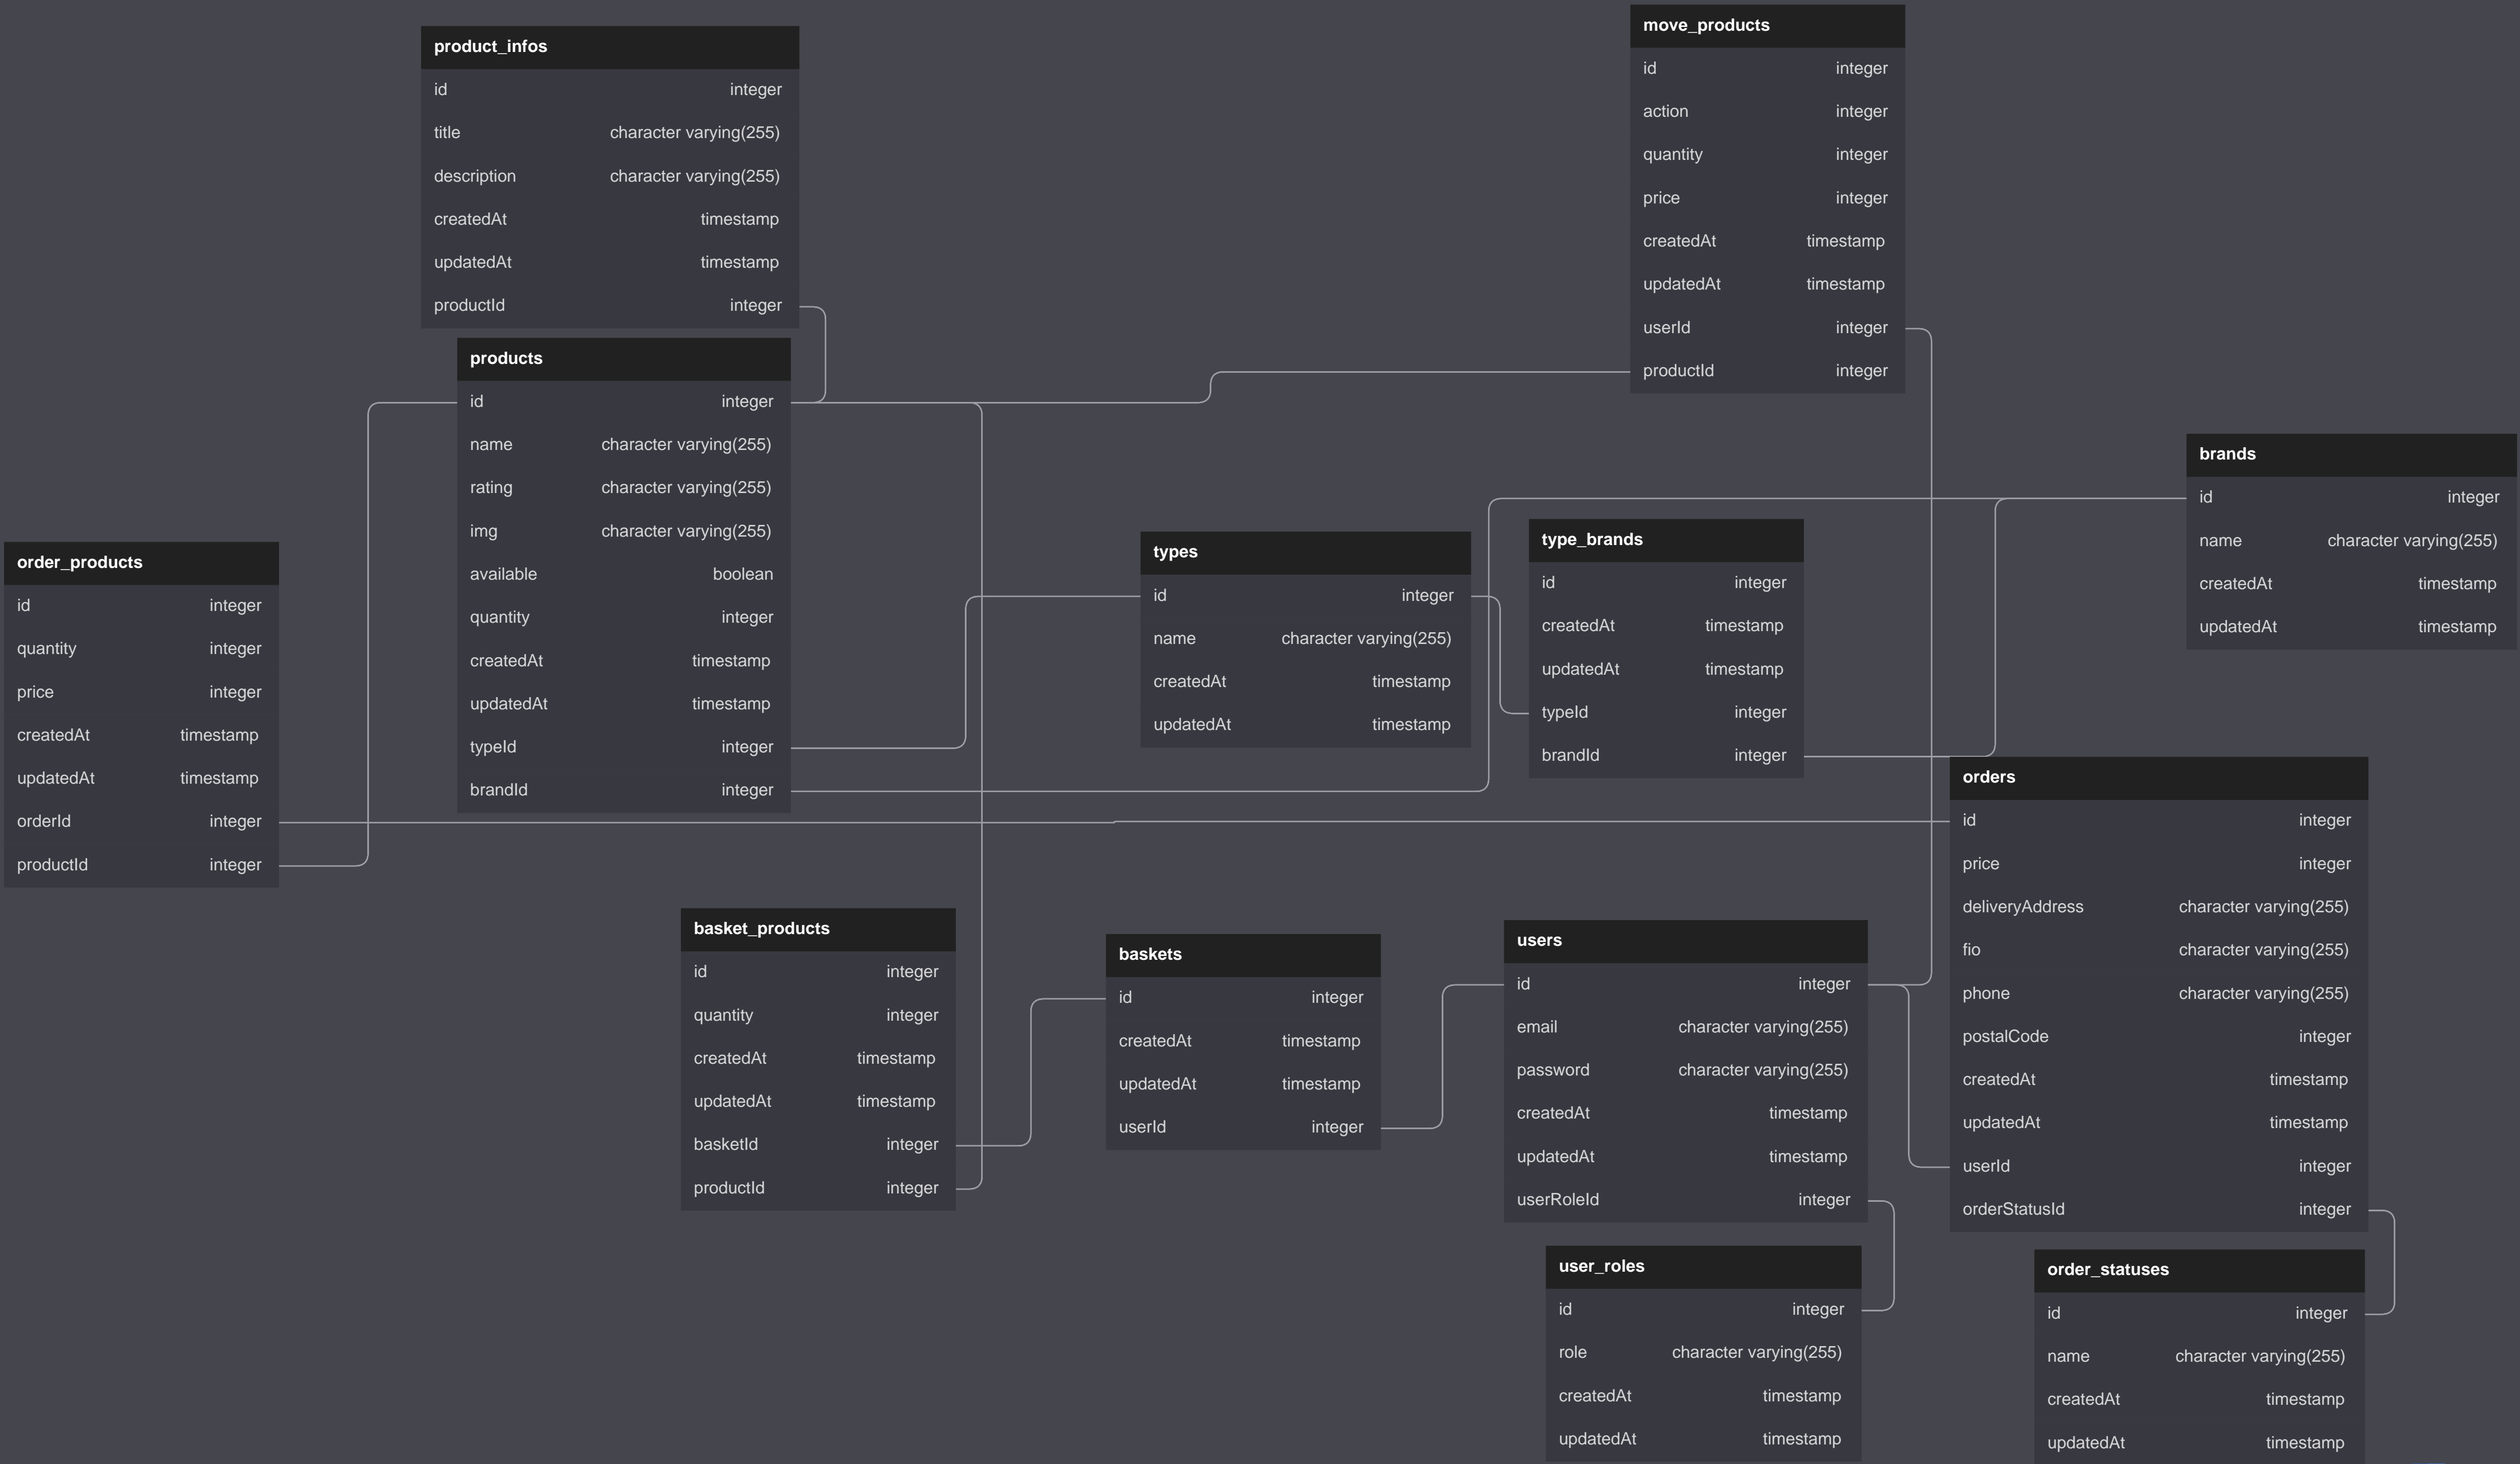 product_infos
id integer
title character varying(255)
description character varying(255)
createdAt timestamp
updatedAt timestamp
productId integer
move_products
id integer
action integer
quantity integer
price integer
createdAt timestamp
updatedAt timestamp
userId integer
productId integer
products
id integer
name character varying(255)
rating character varying(255)
img character varying(255)
available boolean
quantity integer
createdAt timestamp
updatedAt timestamp
typeId integer
brandId integer
brands
id integer
name character varying(255)
createdAt timestamp
updatedAt timestamp
order_products
id integer
quantity integer
price integer
createdAt timestamp
updatedAt timestamp
orderId integer
productId integer
types
id integer
name character varying(255)
createdAt timestamp
updatedAt timestamp
type_brands
id integer
createdAt timestamp
updatedAt timestamp
typeId integer
brandId integer
orders
id integer
price integer
deliveryAddress character varying(255)
fio character varying(255)
phone character varying(255)
postalCode integer
createdAt timestamp
updatedAt timestamp
userId integer
orderStatusId integer
basket_products
id integer
quantity integer
createdAt timestamp
updatedAt timestamp
basketId integer
productId integer
baskets
id integer
createdAt timestamp
updatedAt timestamp
userId integer
users
id integer
email character varying(255)
password character varying(255)
createdAt timestamp
updatedAt timestamp
userRoleId integer
user_roles
id integer
role character varying(255)
createdAt timestamp
updatedAt timestamp
order_statuses
id integer
name character varying(255)
createdAt timestamp
updatedAt timestamp